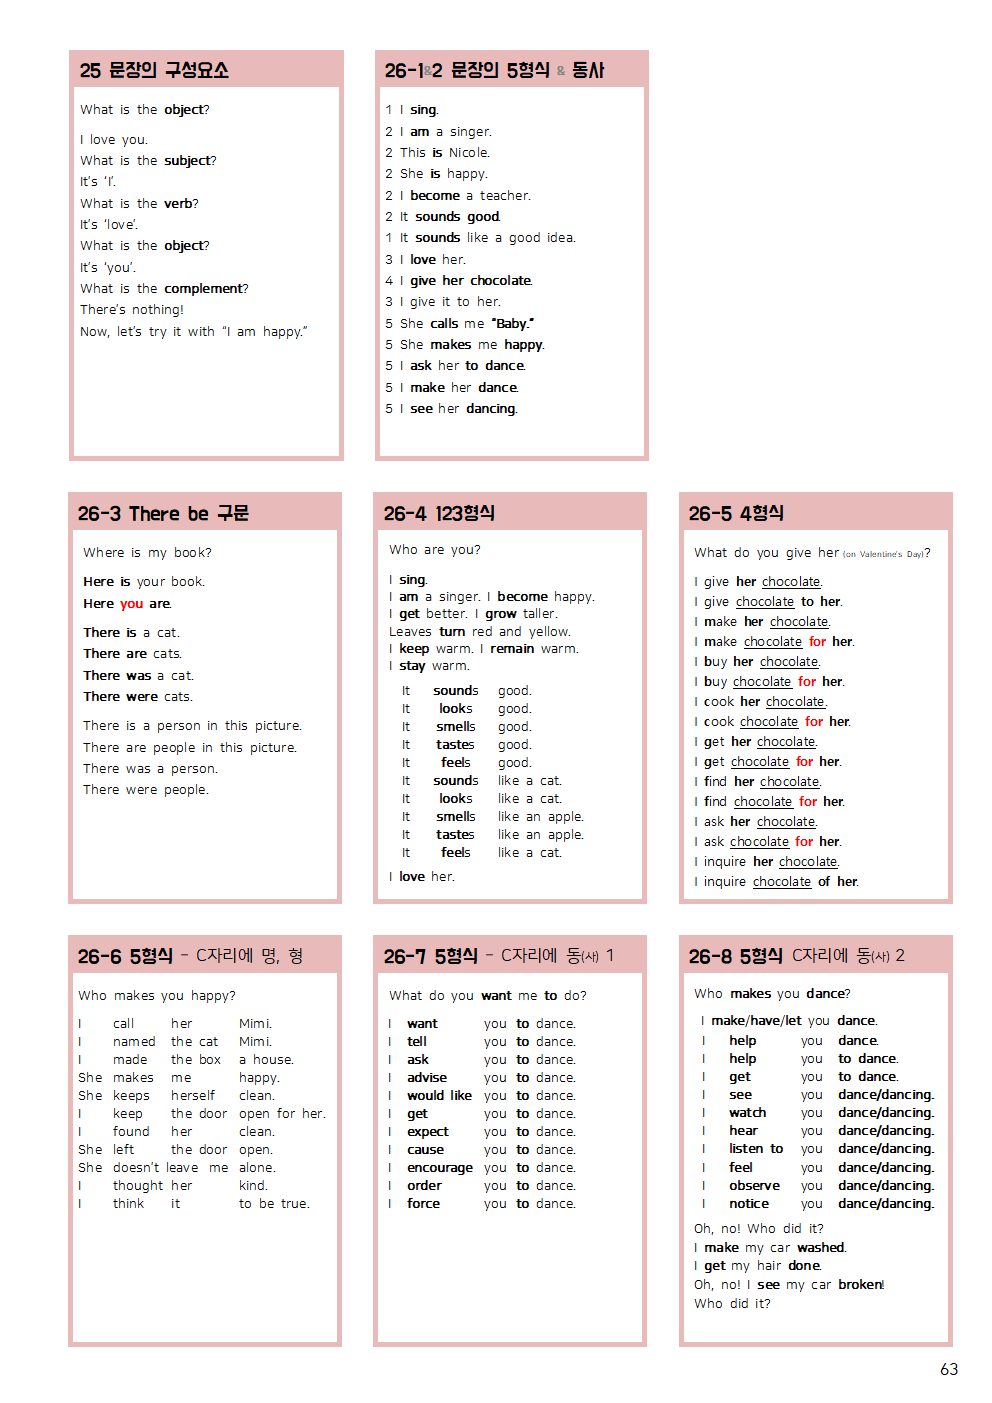 25 문장의 구성요소
What is the object?
I love you.
What is the subject?
It's 'I'.
What is the verb?
It's 'love'.
What is the object?
It's 'you'.
What is the complement?
There's nothing!
Now, let's try it with "I am happy."
26-1&2 문장의 5형식 & 동사
1 I sing.
2 I am a singer.
2 This is Nicole.
2 She is happy.
2 I become a teacher.
2 It sounds good.
1 It sounds like a good idea.
3 I love her.
4 I give her chocolate.
3 I give it to her.
5 She calls me "Baby."
5 She makes me happy.
5 I ask her to dance.
5 I make her dance.
5 I see her dancing.
26-3 There be 구문
Where is my book?
Here is your book.
Here you are.
There is a cat.
There are cats.
There was a cat.
There were cats.
There is a person in this picture.
There are people in this picture.
There was a person.
There were people.
26-4 123형식
Who are you?
I sing.
I am a singer. I become happy.
I get better. I grow taller.
Leaves turn red and yellow.
I keep warm. I remain warm.
I stay warm.
It sounds good.
It looks good.
It smells good.
It tastes good.
It feels good.
It sounds like a cat.
It looks like a cat.
It smells like an apple.
It tastes like an apple.
It feels like a cat.
I love her.
26-5 4형식
What do you give her (on Valentine's Day)?
I give her chocolate.
I give chocolate to her.
I make her chocolate.
I make chocolate for her.
I buy her chocolate.
I buy chocolate for her.
I cook her chocolate.
I cook chocolate for her.
I get her chocolate.
I get chocolate for her.
I find her chocolate.
I find chocolate for her.
I ask her chocolate.
I ask chocolate for her.
I inquire her chocolate.
I inquire chocolate of her.
26-6 5형식 - C자리에 명, 형
Who makes you happy?
I call her Mimi.
I named the cat Mimi.
I made the box a house.
She makes me happy.
She keeps herself clean.
I keep the door open for her.
I found her clean.
She left the door open.
She doesn't leave me alone.
I thought her kind.
I think it to be true.
26-7 5형식 - C자리에 동(사) 1
What do you want me to do?
I want you to dance.
I tell you to dance.
I ask you to dance.
I advise you to dance.
I would like you to dance.
I get you to dance.
I expect you to dance.
I cause you to dance.
I encourage you to dance.
I order you to dance.
I force you to dance.
26-8 5형식 C자리에 동(사) 2
Who makes you dance?
I make/have/let you dance.
I help you dance.
I help you to dance.
I get you to dance.
I see you dance/dancing.
I watch you dance/dancing.
I hear you dance/dancing.
I listen to you dance/dancing.
I feel you dance/dancing.
I observe you dance/dancing.
I notice you dance/dancing.
Oh, no! Who did it?
I make my car washed.
I get my hair done.
Oh, no! I see my car broken!
Who did it?
63